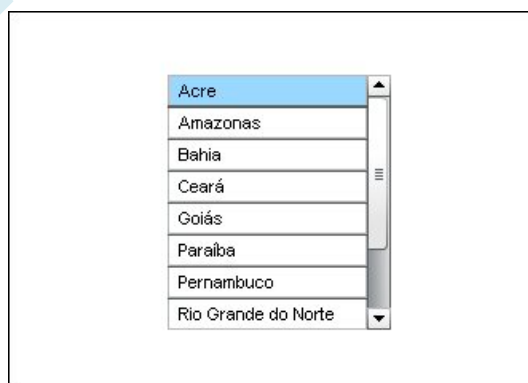 Acre
Amazonas
Bahia
Ceará
Goiás
Paraíba
Pernambuco
Rio Grande do Norte